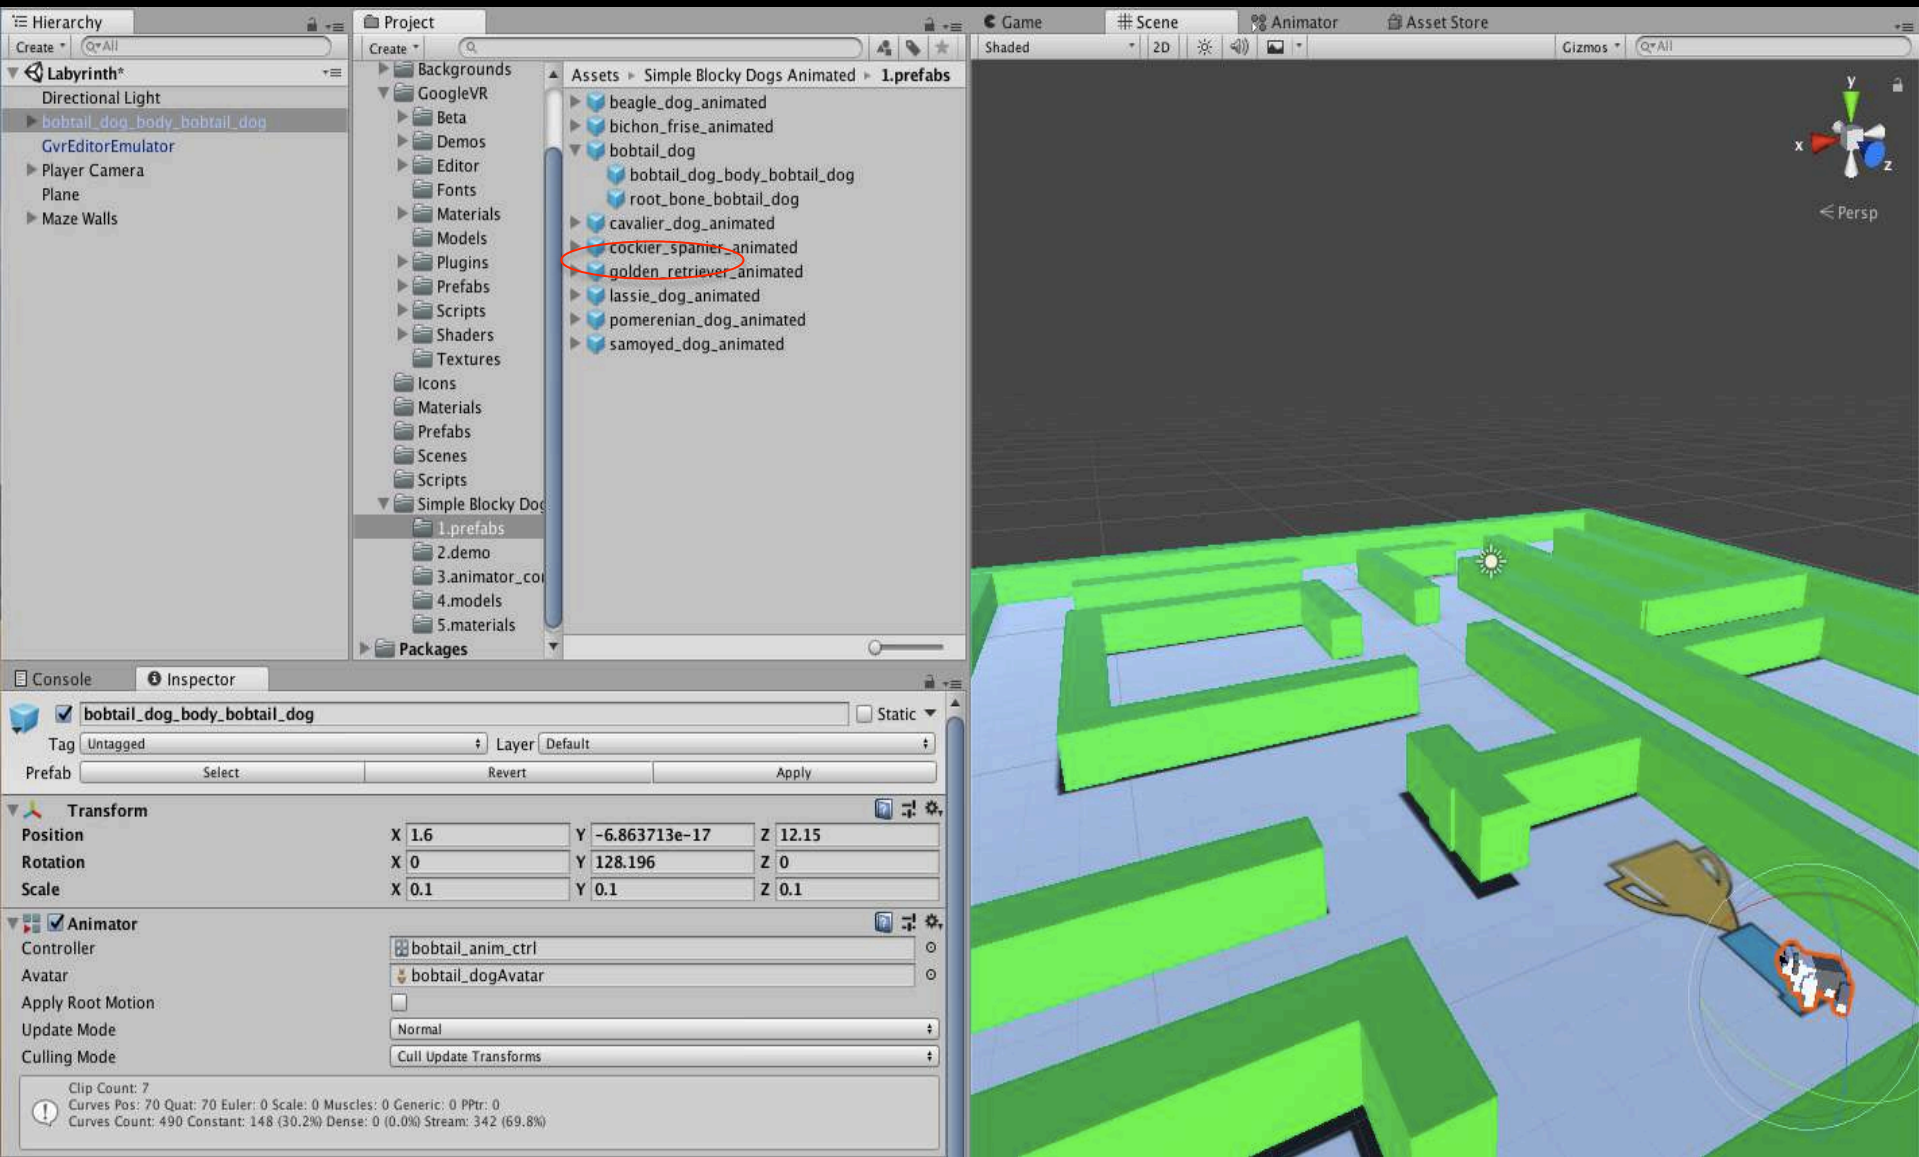 Hierarchy
Create
All
Labyrinth*
Directional Light
bobtail_dog_body_bobtail_dog
GvrEditorEmulator
Player Camera
Plane
Maze Walls
Project
Create
Backgrounds
GoogleVR
Beta
Demos
Editor
Fonts
Materials
Models
Plugins
Prefabs
Scripts
Shaders
Textures
Icons
Materials
Prefabs
Scenes
Scripts
Simple Blocky Dog
1.prefabs
2.demo
3.animator_co
4.models
5.materials
Packages
Assets Simple Blocky Dogs Animated 1.prefabs
beagle_dog_animated
bichon_frise_animated
bobtail_dog
bobtail_dog_body_bobtail_dog
root_bone_bobtail_dog
cavalier_dog_animated
cockier_spanier_animated
golden_retriever_animated
lassie_dog_animated
pomerenian_dog_animated
samoyed_dog_animated
Game Scene Animator Asset Store
Shaded 2D Gizmos All
y
x
z
Persp
Console Inspector
bobtail_dog_body_bobtail_dog Static
Tag Untagged Layer Default
Prefab Select Revert Apply
Transform
Position X 1.6 Y -6.863713e-17 Z 12.15
Rotation X 0 Y 128.196 Z 0
Scale X 0.1 Y 0.1 Z 0.1
Animator
Controller bobtail_anim_ctrl
Avatar bobtail_dogAvatar
Apply Root Motion
Update Mode Normal
Culling Mode Cull Update Transforms
Clip Count: 7
Curves Pos: 70 Quat: 70 Euler: 0 Scale: 0 Muscles: 0 Generic: 0 PPtr: 0
Curves Count: 490 Constant: 148 (30.2%) Dense: 0 (0.0%) Stream: 342 (69.8%)